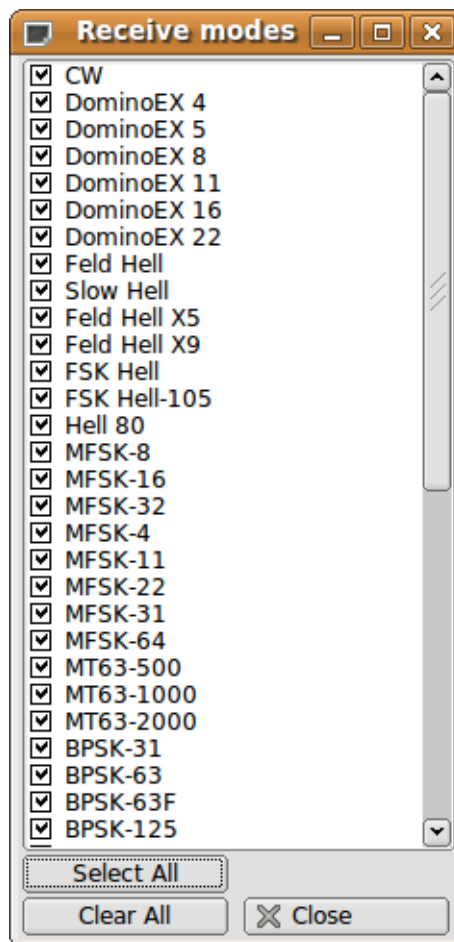 Receive modes
CW
DominoEX 4
DominoEX 5
DominoEX 8
DominoEX 11
DominoEX 16
DominoEX 22
Feld Hell
Slow Hell
Feld Hell X5
Feld Hell X9
FSK Hell
FSK Hell-105
Hell 80
MFSK-8
MFSK-16
MFSK-32
MFSK-4
MFSK-11
MFSK-22
MFSK-31
MFSK-64
MT63-500
MT63-1000
MT63-2000
BPSK-31
BPSK-63
BPSK-63F
BPSK-125
Select All
Clear All
Close